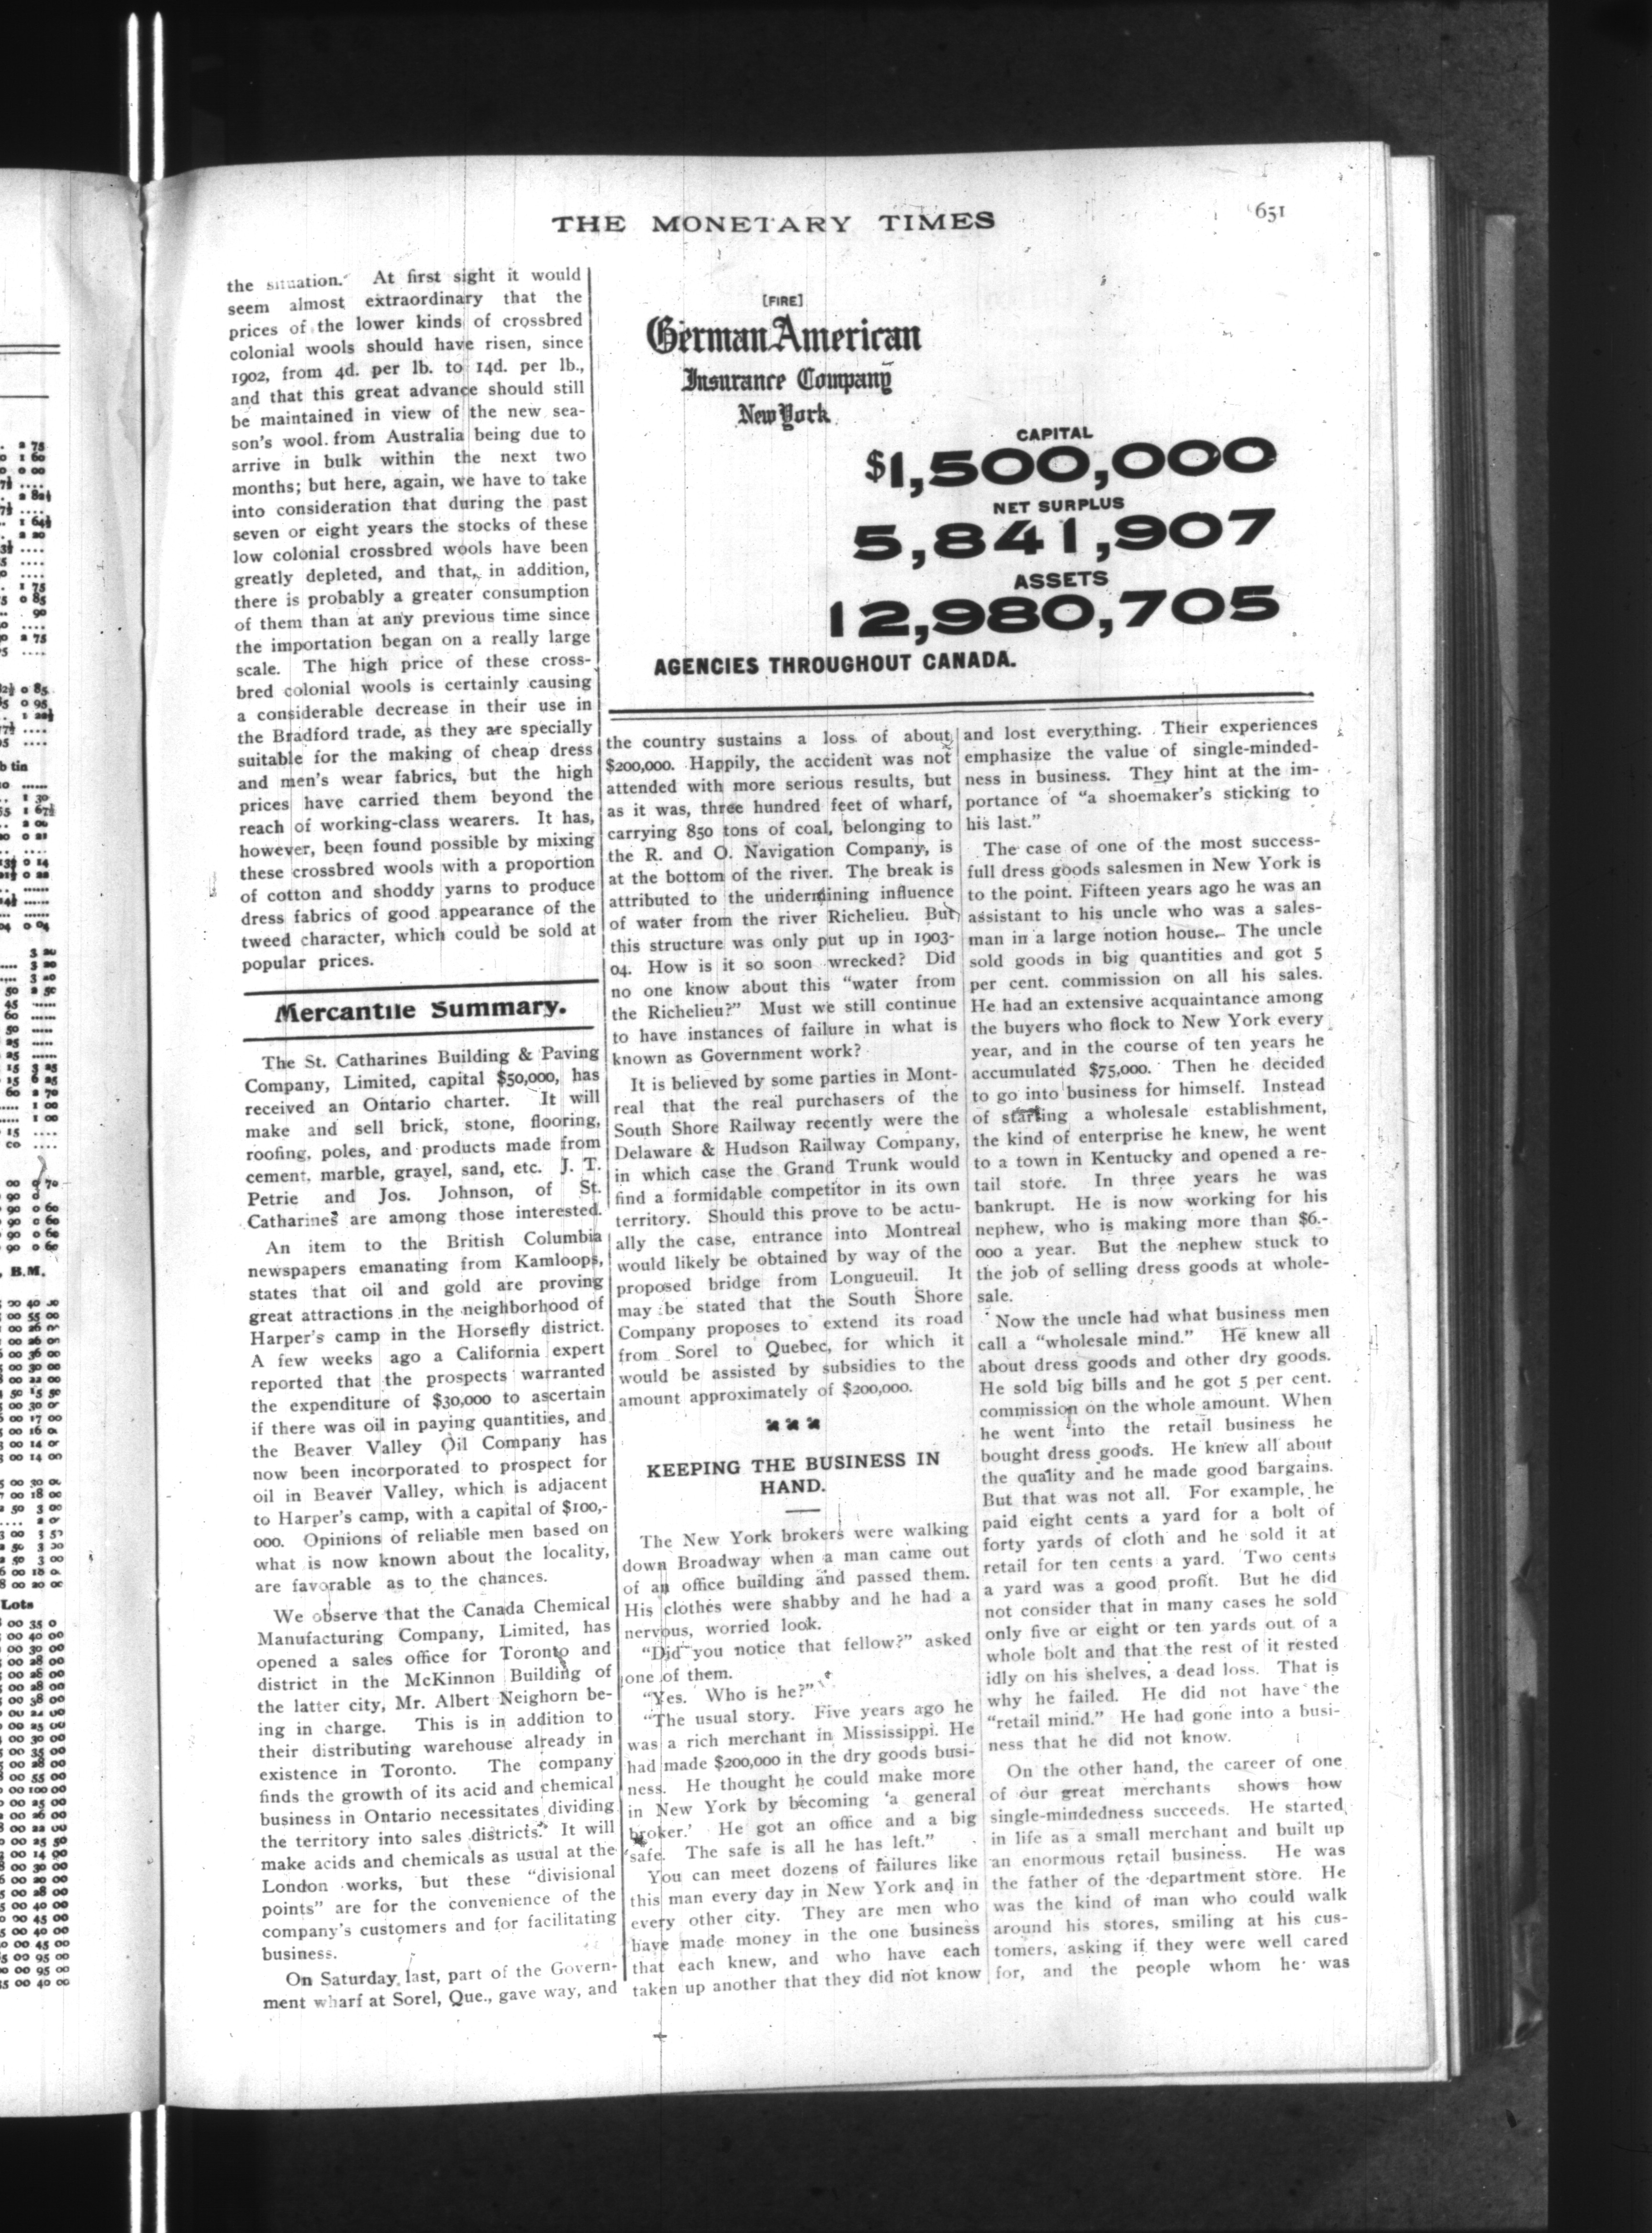 THE MONETARY TIMES
651
the situation. At first sight it would
seem almost extraordinary that the
prices of the lower kinds of crossbred
colonial wools should have risen, since
1902, from 4d. per lb. to 14d. per lb.,
and that this great advance should still
be maintained in view of the new sea-
son's wool from Australia being due to
arrive in bulk within the next two
months; but here, again, we have to take
into consideration that during the past
seven or eight years the stocks of these
low colonial crossbred wools have been
greatly depleted, and that, in addition,
there is probably a greater consumption
of them than at any previous time since
the importation began on a really large
scale. The high price of these cross-
bred colonial wools is certainly causing
a considerable decrease in their use in
the Bradford trade, as they are specially
suitable for the making of cheap dress
and men's wear fabrics, but the high
prices have carried them beyond the
reach of working-class wearers. It has,
however, been found possible by mixing
these crossbred wools with a proportion
of cotton and shoddy yarns to produce
dress fabrics of good appearance of the
tweed character, which could be sold at
popular prices.
Mercantile Summary.
The St. Catharines Building & Paving
Company, Limited, capital $50,000, has
received an Ontario charter. It will
make and sell brick, stone, flooring,
roofing, poles, and products made from
cement, marble, gravel, sand, etc. J. T.
Petrie and Jos. Johnson, of St.
Catharines are among those interested.
An item to the British Columbia
newspapers emanating from Kamloops,
states that oil and gold are proving
great attractions in the neighborhood of
Harper's camp in the Horsefly district.
A few weeks ago a California expert
reported that the prospects warranted
the expenditure of $30,000 to ascertain
if there was oil in paying quantities, and
the Beaver Valley Oil Company has
now been incorporated to prospect for
oil in Beaver Valley, which is adjacent
to Harper's camp, with a capital of $100,-
000. Opinions of reliable men based on
what is now known about the locality,
are favorable as to the chances.
We observe that the Canada Chemical
Manufacturing Company, Limited, has
opened a sales office for Toronto and
district in the McKinnon Building of
the latter city, Mr. Albert Neighorn be-
ing in charge. This is in addition to
their distributing warehouse already in
existence in Toronto. The company
finds the growth of its acid and chemical
business in Ontario necessitates dividing
the territory into sales districts. It will
make acids and chemicals as usual at the
London works, but these "divisional
points" are for the convenience of the
company's customers and for facilitating
business.
On Saturday last, part of the Govern-
ment wharf at Sorel, Que., gave way, and
[FIRE]
German American
Insurance Company
New York
CAPITAL
$1,500,000
NET SURPLUS
5,841,907
ASSETS
12,980,705
AGENCIES THROUGHOUT CANADA.
the country sustains a loss of about
$200,000. Happily, the accident was not
attended with more serious results, but
as it was, three hundred feet of wharf,
carrying 850 tons of coal, belonging to
the R. and O. Navigation Company, is
at the bottom of the river. The break is
attributed to the undermining influence
of water from the river Richelieu. But
this structure was only put up in 1903-
04. How is it so soon wrecked? Did
no one know about this "water from
the Richelieu?" Must we still continue
to have instances of failure in what is
known as Government work?
It is believed by some parties in Mont-
real that the real purchasers of the
South Shore Railway recently were the
Delaware & Hudson Railway Company,
in which case the Grand Trunk would
find a formidable competitor in its own
territory. Should this prove to be actu-
ally the case, entrance into Montreal
would likely be obtained by way of the
proposed bridge from Longueuil. It
may be stated that the South Shore
Company proposes to extend its road
from Sorel to Quebec, for which it
would be assisted by subsidies to the
amount approximately of $200,000.
KEEPING THE BUSINESS IN
HAND.
The New York brokers were walking
down Broadway when a man came out
of an office building and passed them.
His clothes were shabby and he had a
nervous, worried look.
"Did you notice that fellow?" asked
one of them.
"Yes. Who is he?"
"The usual story. Five years ago he
was a rich merchant in Mississippi. He
had made $200,000 in the dry goods busi-
ness. He thought he could make more
in New York by becoming 'a general
broker.' He got an office and a big
safe. The safe is all he has left."
You can meet dozens of failures like
this man every day in New York and in
every other city. They are men who
have made money in the one business
that each knew, and who have each
taken up another that they did not know
and lost everything. Their experiences
emphasize the value of single-minded-
ness in business. They hint at the im-
portance of "a shoemaker's sticking to
his last."
The case of one of the most success-
full dress goods salesmen in New York is
to the point. Fifteen years ago he was an
assistant to his uncle who was a sales-
man in a large notion house. The uncle
sold goods in big quantities and got 5
per cent. commission on all his sales.
He had an extensive acquaintance among
the buyers who flock to New York every
year, and in the course of ten years he
accumulated $75,000. Then he decided
to go into business for himself. Instead
of starting a wholesale establishment,
the kind of enterprise he knew, he went
to a town in Kentucky and opened a re-
tail store. In three years he was
bankrupt. He is now working for his
nephew, who is making more than $6,-
000 a year. But the nephew stuck to
the job of selling dress goods at whole-
sale.
Now the uncle had what business men
call a "wholesale mind." He knew all
about dress goods and other dry goods.
He sold big bills and he got 5 per cent.
commission on the whole amount. When
he went into the retail business he
bought dress goods. He knew all about
the quality and he made good bargains.
But that was not all. For example, he
paid eight cents a yard for a bolt of
forty yards of cloth and he sold it at
retail for ten cents a yard. Two cents
a yard was a good profit. But he did
not consider that in many cases he sold
only five or eight or ten yards out of a
whole bolt and that the rest of it rested
idly on his shelves, a dead loss. That is
why he failed. He did not have the
"retail mind." He had gone into a busi-
ness that he did not know.
On the other hand, the career of one
of our great merchants shows how
single-mindedness succeeds. He started
in life as a small merchant and built up
an enormous retail business. He was
the father of the department store. He
was the kind of man who could walk
around his stores, smiling at his cus-
tomers, asking if they were well cared
for, and the people whom he was